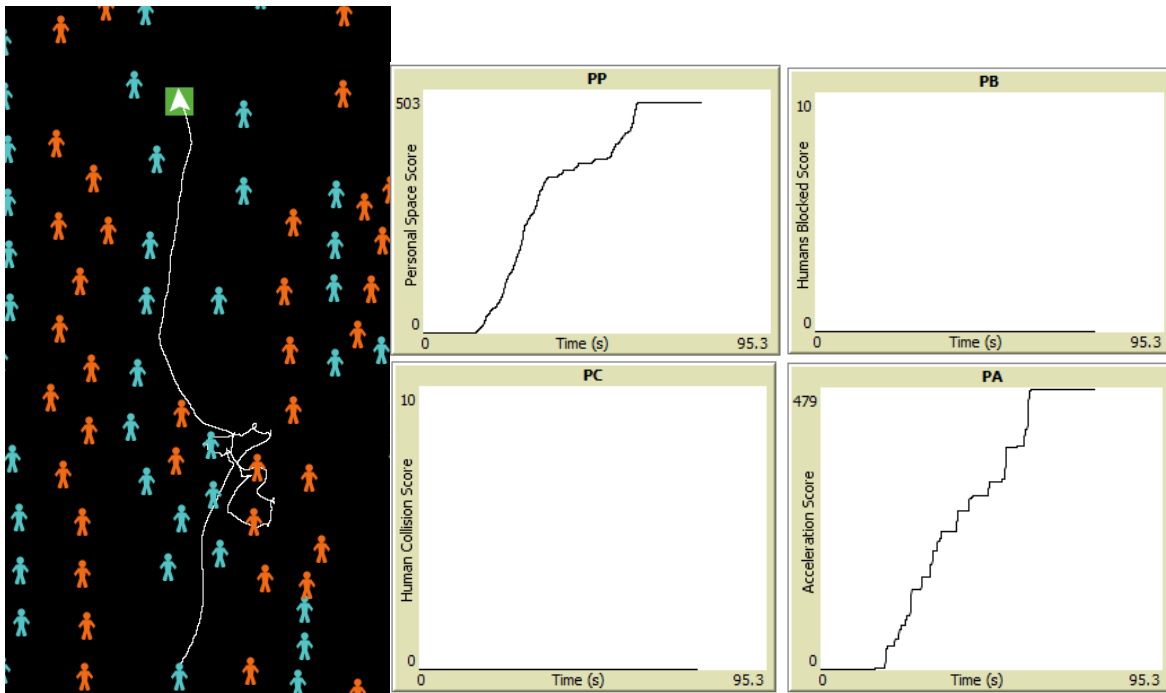 PP
503
Personal Space Score
0
0 Time (s) 95.3
PB
10
Humans Blocked Score
0
0 Time (s) 95.3
PC
10
Human Collision Score
0
0 Time (s) 95.3
PA
479
Acceleration Score
0
0 Time (s) 95.3